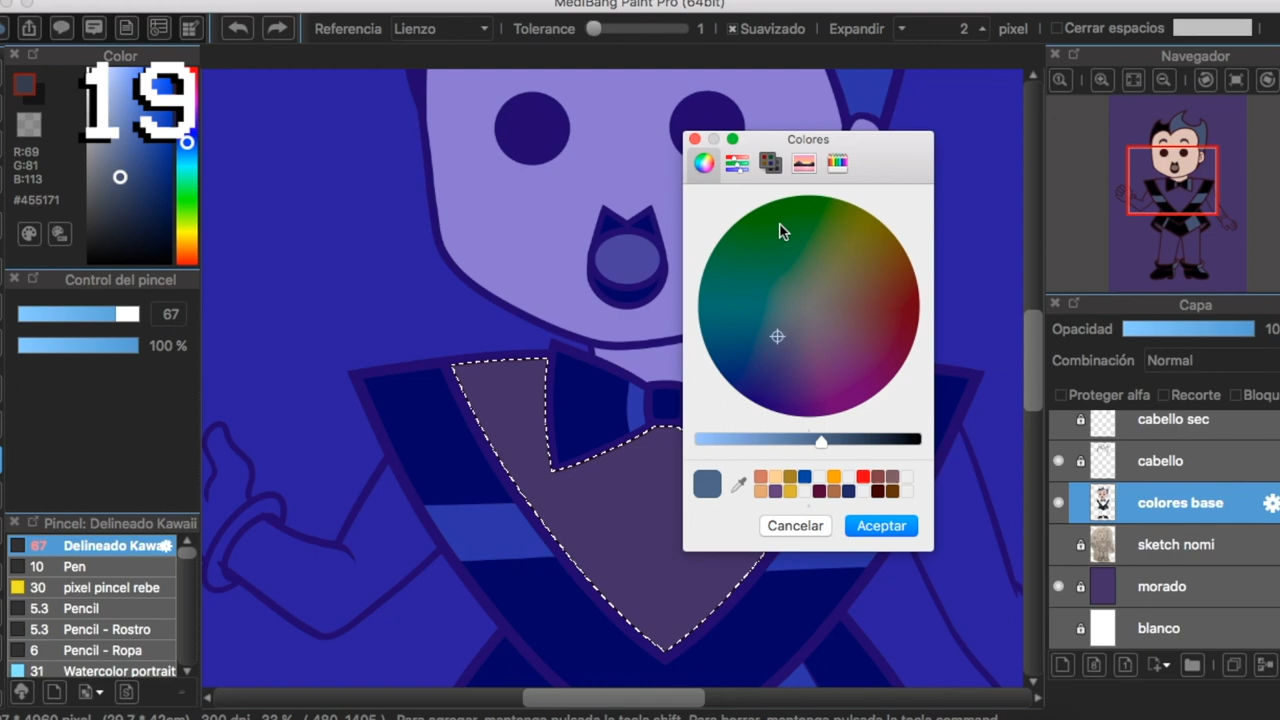 MediBang Paint Pro (64bit)
Referencia Lienzo Tolerance 1 Suavizado Expandir 2 pixel Cerrar espacios
Color
19
R:69
G:81
B:113
#455171
Control del pincel
67
100 %
Pincel: Delineado Kawaii
67 Delineado Kawa
10 Pen
30 pixel pincel rebe
5.3 Pencil
5.3 Pencil - Rostro
6 Pencil - Ropa
31 Watercolor portrait
Colores
Cancelar Aceptar
Navegador
Capa
Opacidad 10
Combinación Normal
Proteger alfa Recorte Bloqu
cabello sec
cabello
colores base
sketch nomi
morado
blanco